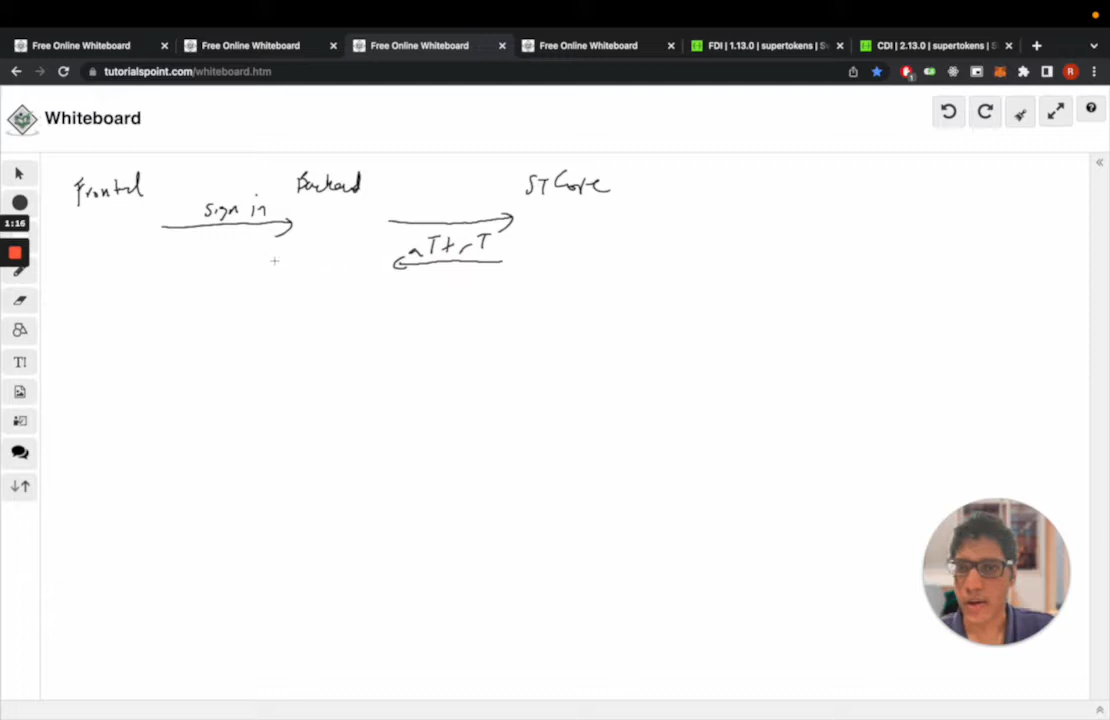 Free Online Whiteboard Free Online Whiteboard Free Online Whiteboard Free Online Whiteboard FDI | 1.13.0 | supertokens | S CDI | 2.13.0 | supertokens | S
tutorialspoint.com/whiteboard.htm
R
Whiteboard
Backend ST Core
sign in
aT + rT
1:16
TI